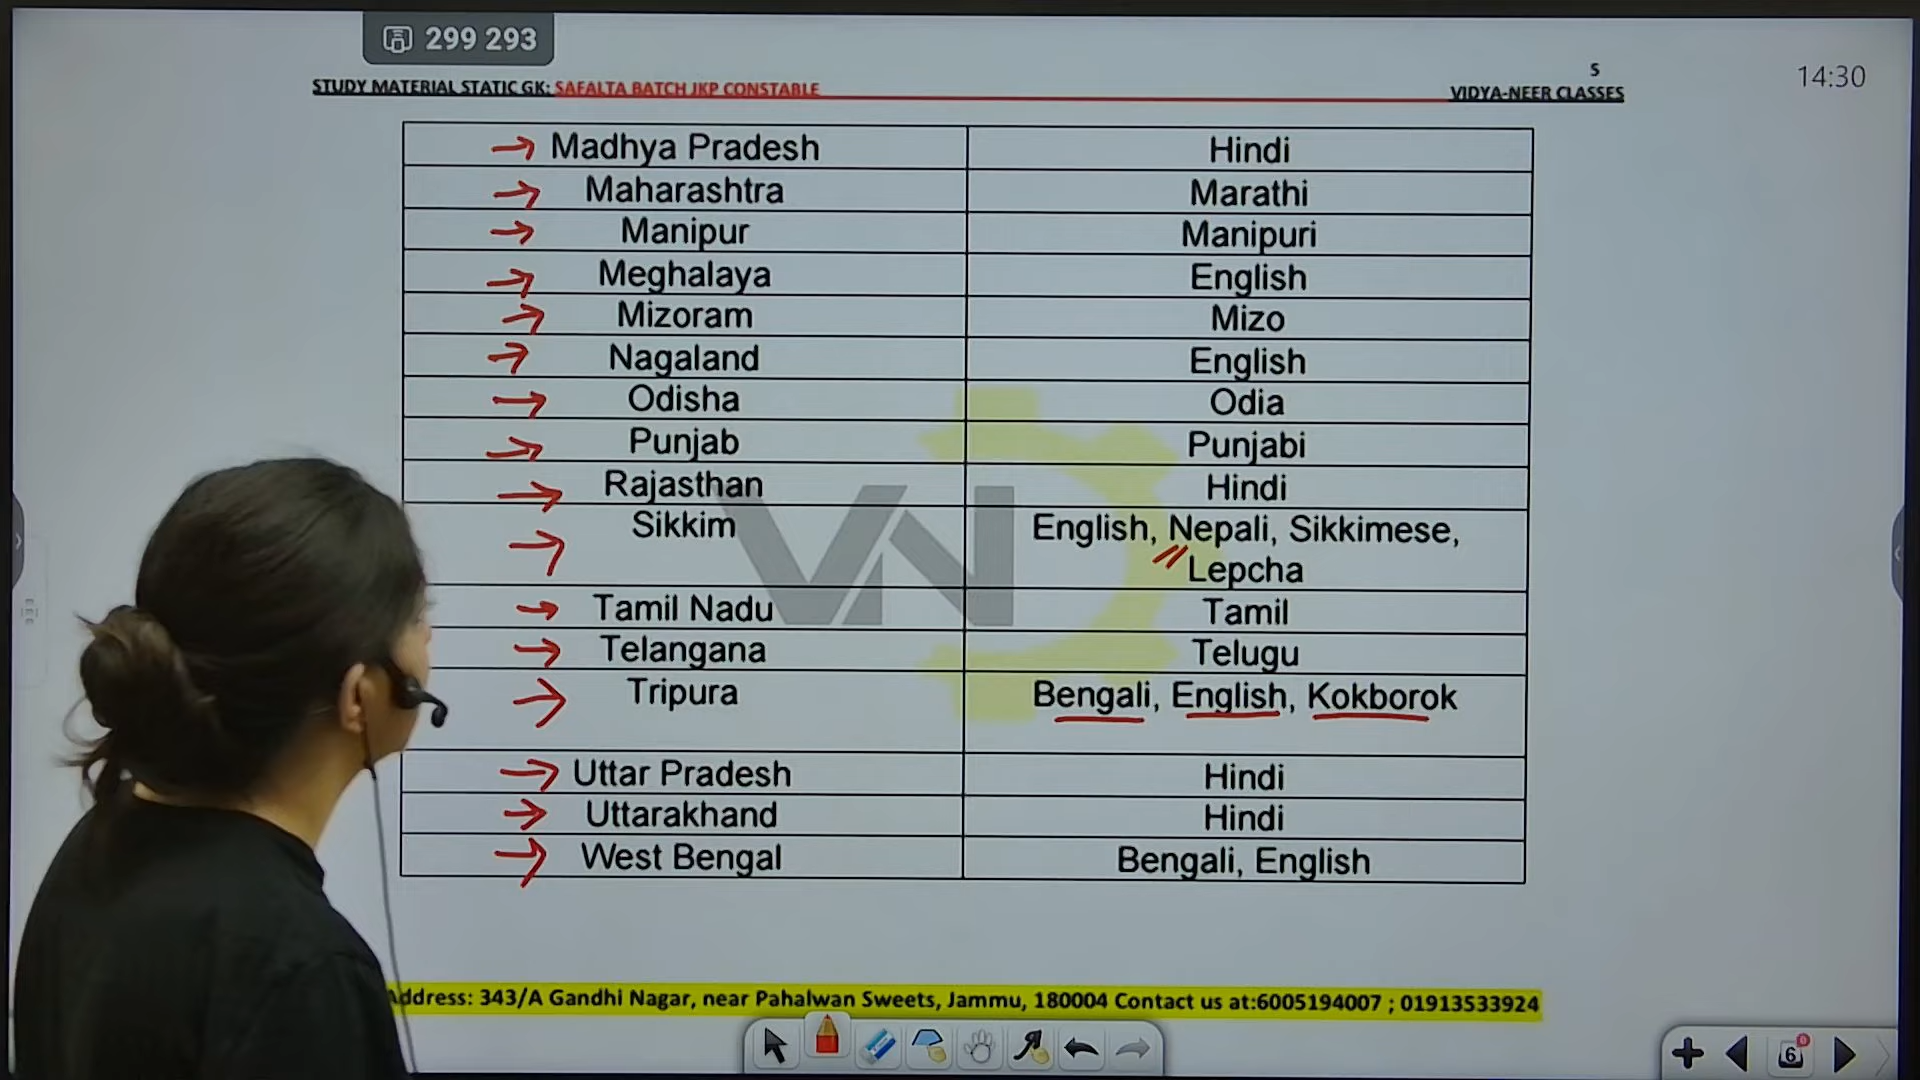 299 293
S
14:30
STUDY MATERIAL STATIC GK: SAFALTA BATCH JKP CONSTABLE VIDYA-NEER CLASSES
Madhya Pradesh Hindi
Maharashtra Marathi
Manipur Manipuri
Meghalaya English
Mizoram Mizo
Nagaland English
Odisha Odia
Punjab Punjabi
Rajasthan Hindi
Sikkim English, Nepali, Sikkimese,
Lepcha
Tamil Nadu Tamil
Telangana Telugu
Tripura Bengali, English, Kokborok
Uttar Pradesh Hindi
Uttarakhand Hindi
West Bengal Bengali, English
VN
Address: 343/A Gandhi Nagar, near Pahalwan Sweets, Jammu, 180004 Contact us at:6005194007 ; 01913533924
6